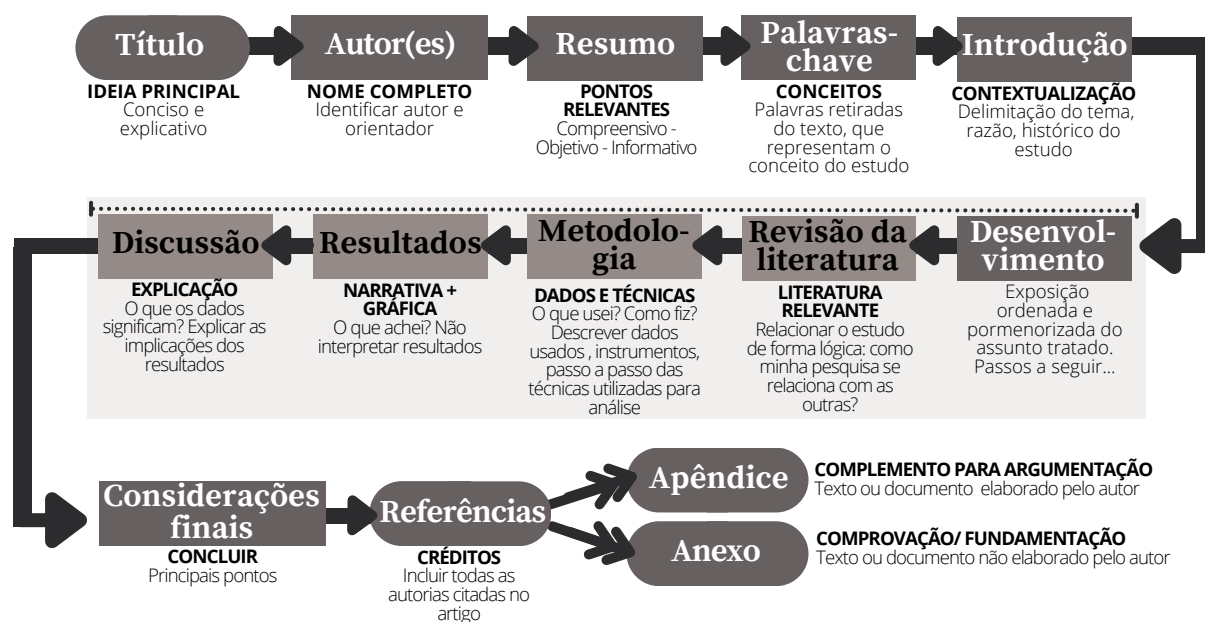 Título
IDEIA PRINCIPAL
Conciso e
explicativo
Autor(es)
NOME COMPLETO
Identificar autor e
orientador
Resumo
PONTOS
RELEVANTES
Compreensivo -
Objetivo - Informativo
Palavras-
chave
CONCEITOS
Palavras retiradas
do texto, que
representam o
conceito do estudo
Introdução
CONTEXTUALIZAÇÃO
Delimitação do tema,
razão, histórico do
estudo
Desenvol-
vimento
Exposição
ordenada e
pormenorizada do
assunto tratado.
Passos a seguir...
Revisão da
literatura
LITERATURA
RELEVANTE
Relacionar o estudo
de forma lógica: como
minha pesquisa se
relaciona com as
outras?
Metodolo-
gia
DADOS E TÉCNICAS
O que usei? Como fiz?
Descrever dados
usados , instrumentos,
passo a passo das
técnicas utilizadas para
análise
Resultados
NARRATIVA +
GRÁFICA
O que achei? Não
interpretar resultados
Discussão
EXPLICAÇÃO
O que os dados
significam? Explicar as
implicações dos
resultados
Considerações
finais
CONCLUIR
Principais pontos
Referências
CRÉDITOS
Incluir todas as
autorias citadas no
artigo
Apêndice
COMPLEMENTO PARA ARGUMENTAÇÃO
Texto ou documento elaborado pelo autor
Anexo
COMPROVAÇÃO/ FUNDAMENTAÇÃO
Texto ou documento não elaborado pelo autor